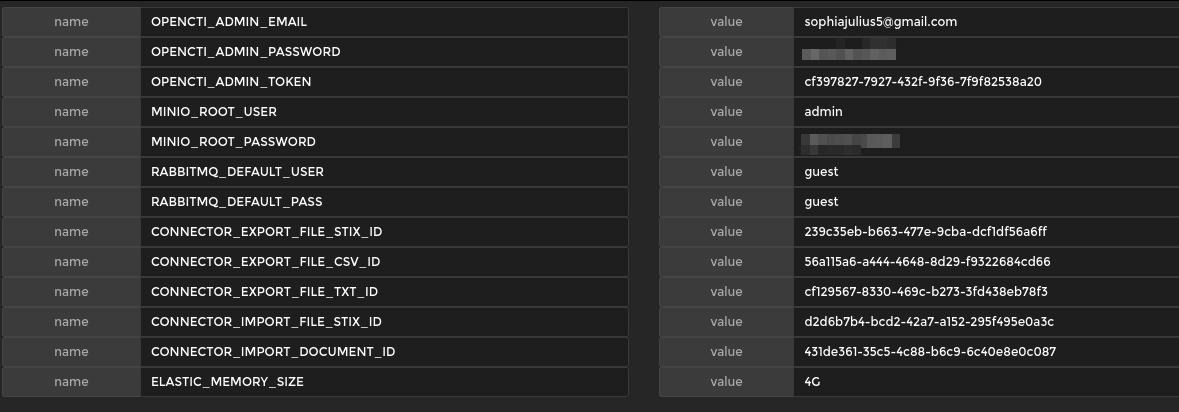 name OPENCTI_ADMIN_EMAIL value sophiajulius5@gmail.com
name OPENCTI_ADMIN_PASSWORD value
name OPENCTI_ADMIN_TOKEN value cf397827-7927-432f-9f36-7f9f82538a20
name MINIO_ROOT_USER value admin
name MINIO_ROOT_PASSWORD value
name RABBITMQ_DEFAULT_USER value guest
name RABBITMQ_DEFAULT_PASS value guest
name CONNECTOR_EXPORT_FILE_STIX_ID value 239c35eb-b663-477e-9cba-dcf1df56a6ff
name CONNECTOR_EXPORT_FILE_CSV_ID value 56a115a6-a444-4648-8d29-f9322684cd66
name CONNECTOR_EXPORT_FILE_TXT_ID value cf129567-8330-469c-b273-3fd438eb78f3
name CONNECTOR_IMPORT_FILE_STIX_ID value d2d6b7b4-bcd2-42a7-a152-295f495e0a3c
name CONNECTOR_IMPORT_DOCUMENT_ID value 431de361-35c5-4c88-b6c9-6c40e8e0c087
name ELASTIC_MEMORY_SIZE value 4G